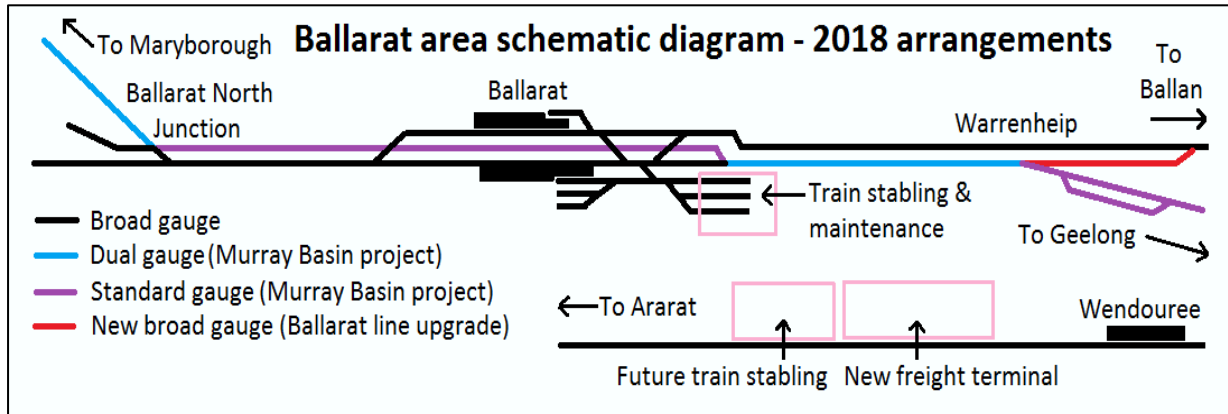 Ballarat area schematic diagram - 2018 arrangements
To Maryborough
To
Ballan
Ballarat North
Junction
Ballarat
Warrenheip
Train stabling &
maintenance
To Geelong
Broad gauge
Dual gauge (Murray Basin project)
Standard gauge (Murray Basin project)
New broad gauge (Ballarat line upgrade)
To Ararat
Wendouree
Future train stabling
New freight terminal